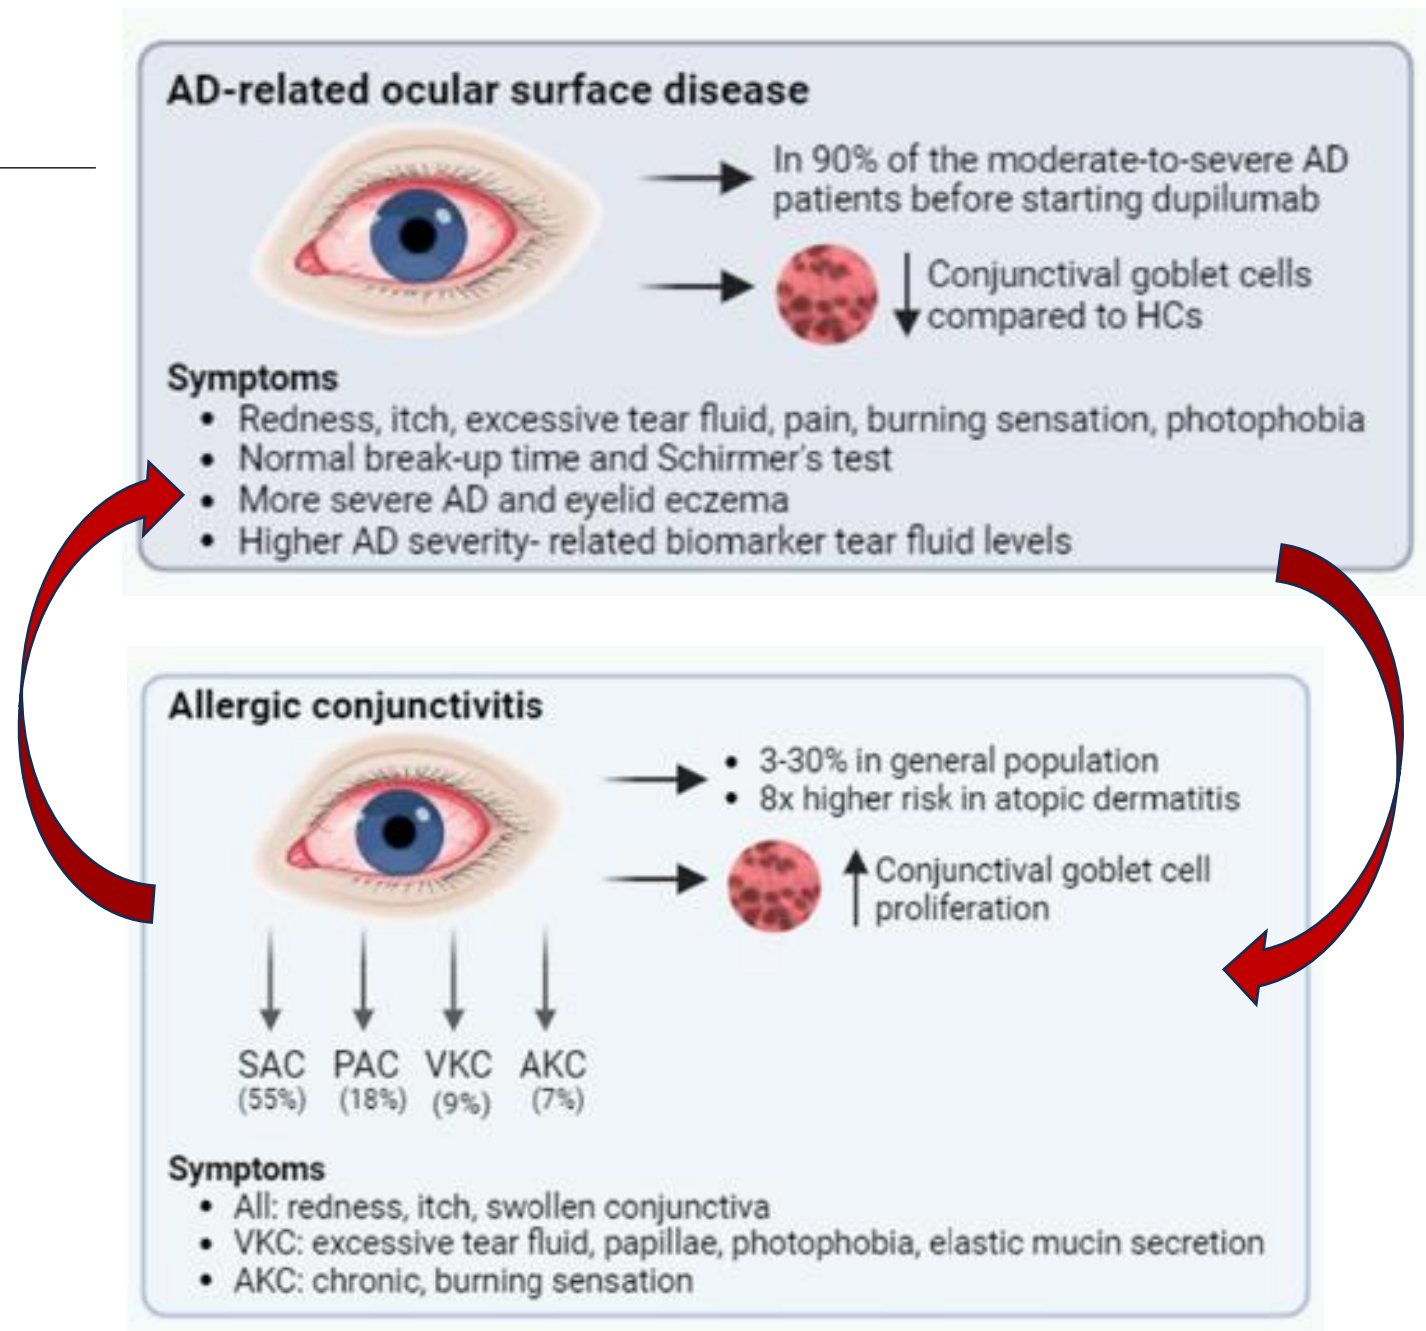 AD-related ocular surface disease
In 90% of the moderate-to-severe AD
patients before starting dupilumab
Conjunctival goblet cells
compared to HCs
Symptoms
• Redness, itch, excessive tear fluid, pain, burning sensation, photophobia
• Normal break-up time and Schirmer's test
• More severe AD and eyelid eczema
• Higher AD severity- related biomarker tear fluid levels
Allergic conjunctivitis
• 3-30% in general population
• 8x higher risk in atopic dermatitis
Conjunctival goblet cell
proliferation
SAC PAC VKC AKC
(55%) (18%) (9%) (7%)
Symptoms
• All: redness, itch, swollen conjunctiva
• VKC: excessive tear fluid, papillae, photophobia, elastic mucin secretion
• AKC: chronic, burning sensation